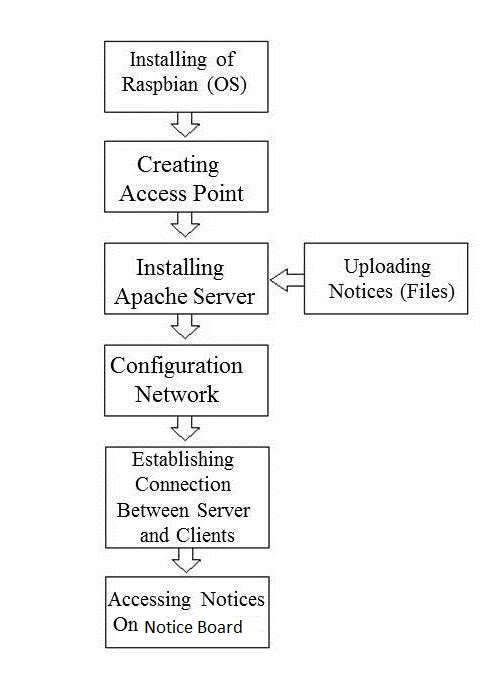 Installing of
Raspbian (OS)
Creating
Access Point
Installing
Apache Server
Uploading
Notices (Files)
Configuration
Network
Establishing
Connection
Between Server
and Clients
Accessing Notices
On Notice Board